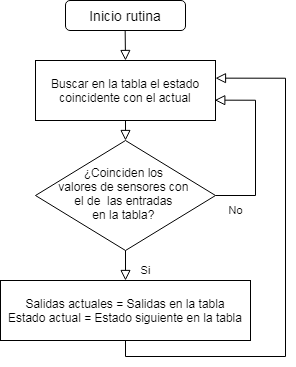 Inicio rutina
Buscar en la tabla el estado
coincidente con el actual
¿Coinciden los
valores de sensores con
el de las entradas
en la tabla?
No
Si
Salidas actuales = Salidas en la tabla
Estado actual = Estado siguiente en la tabla